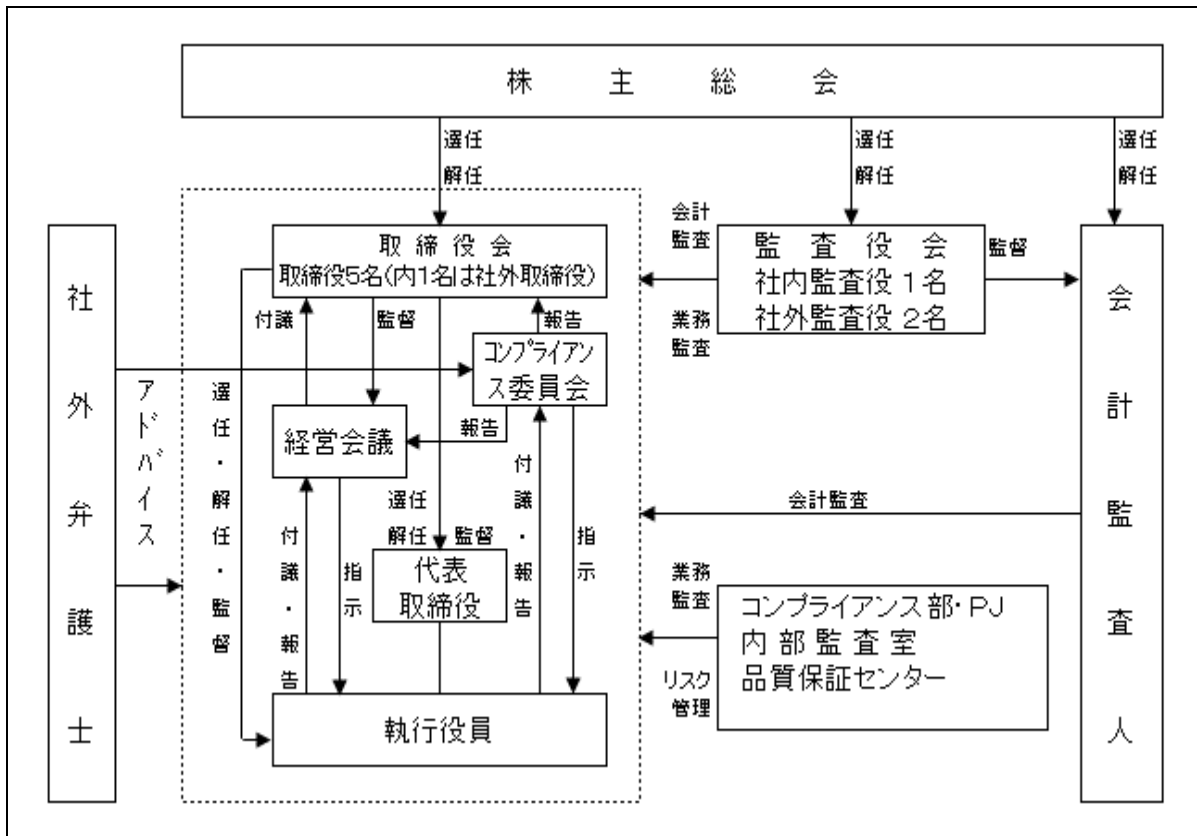 株主総会
選任
解任
選任
解任
選任
解任
取締役会
取締役5名(内1名は社外取締役)
会計
監査
業務
監査
監査役会
社内監査役1名
社外監査役2名
監督
会計監査人
社外弁護士
アドバイス
付議
監督
報告
コンプライアン
ス委員会
選任・解任・監督
経営会議
報告
付議・報告
指示
選任
解任
監督
代表
取締役
付議・報告
指示
会計監査
業務
監査
リスク
管理
コンプライアンス部・PJ
内部監査室
品質保証センター
執行役員